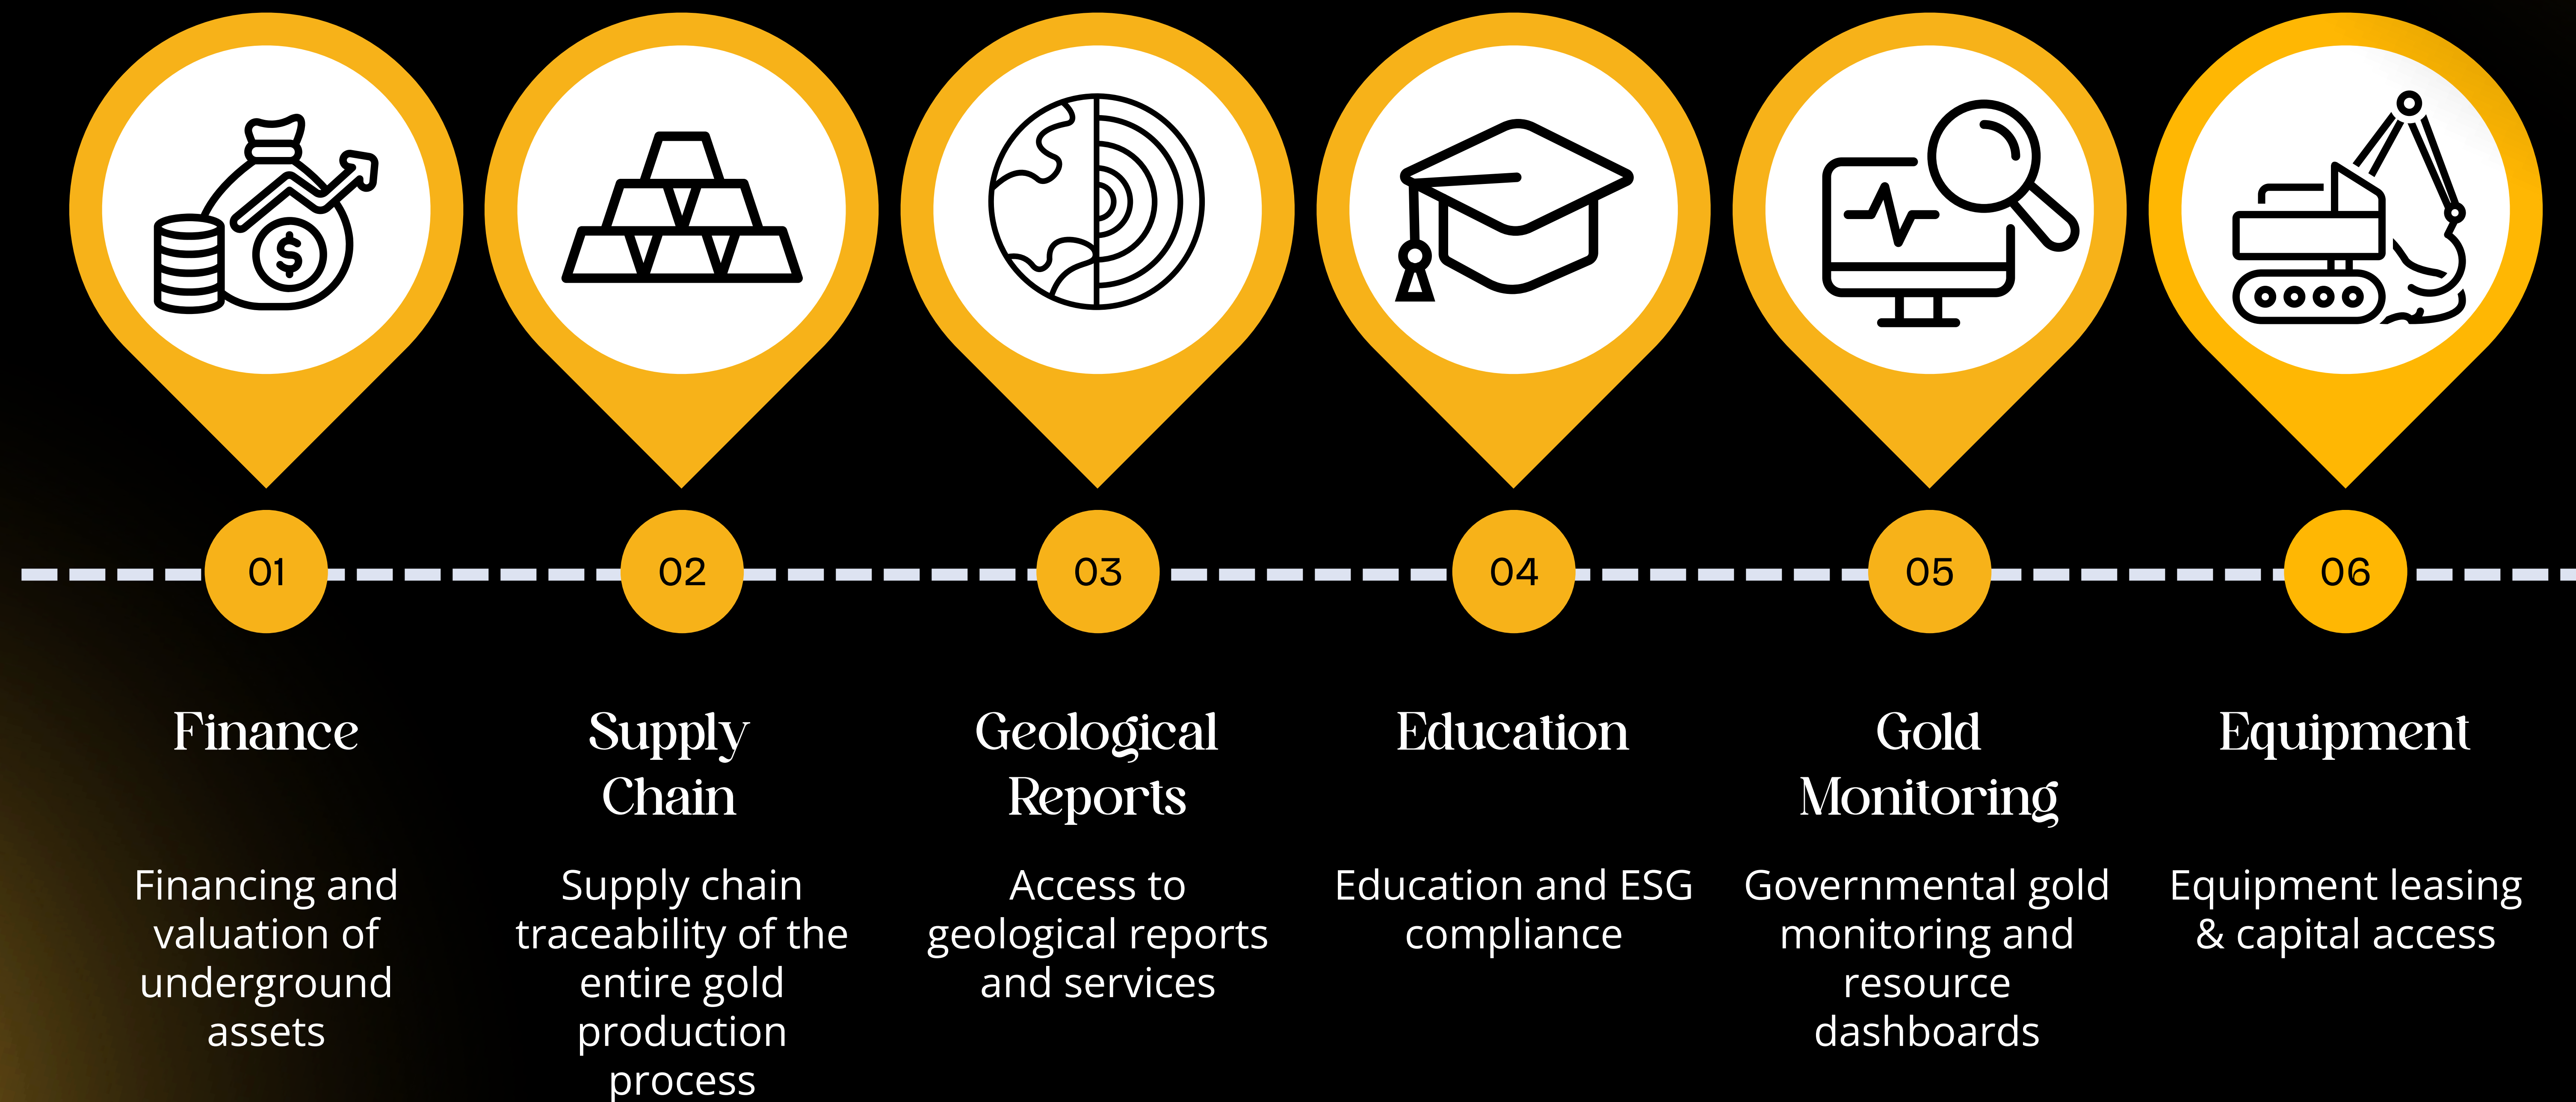 $
01
02
03
04
05
06
Finance
Supply
Chain
Geological
Reports
Education
Gold
Monitoring
Equipment
Financing and
valuation of
underground
assets
Supply chain
traceability of the
entire gold
production
process
Access to
geological reports
and services
Education and ESG
compliance
Governmental gold
monitoring and
resource
dashboards
Equipment leasing
& capital access